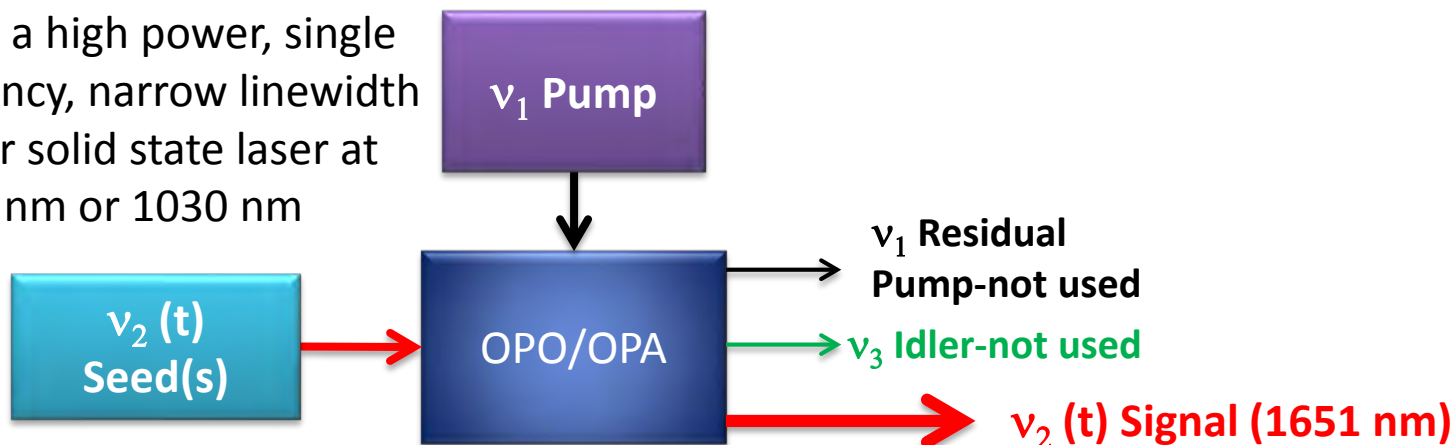 a high power, single
ncy, narrow linewidth
r solid state laser at
nm or 1030 nm
ν1 Pump
ν2 (t)
Seed(s)
OPO/OPA
ν1 Residual
Pump-not used
ν3 Idler-not used
ν2 (t) Signal (1651 nm)